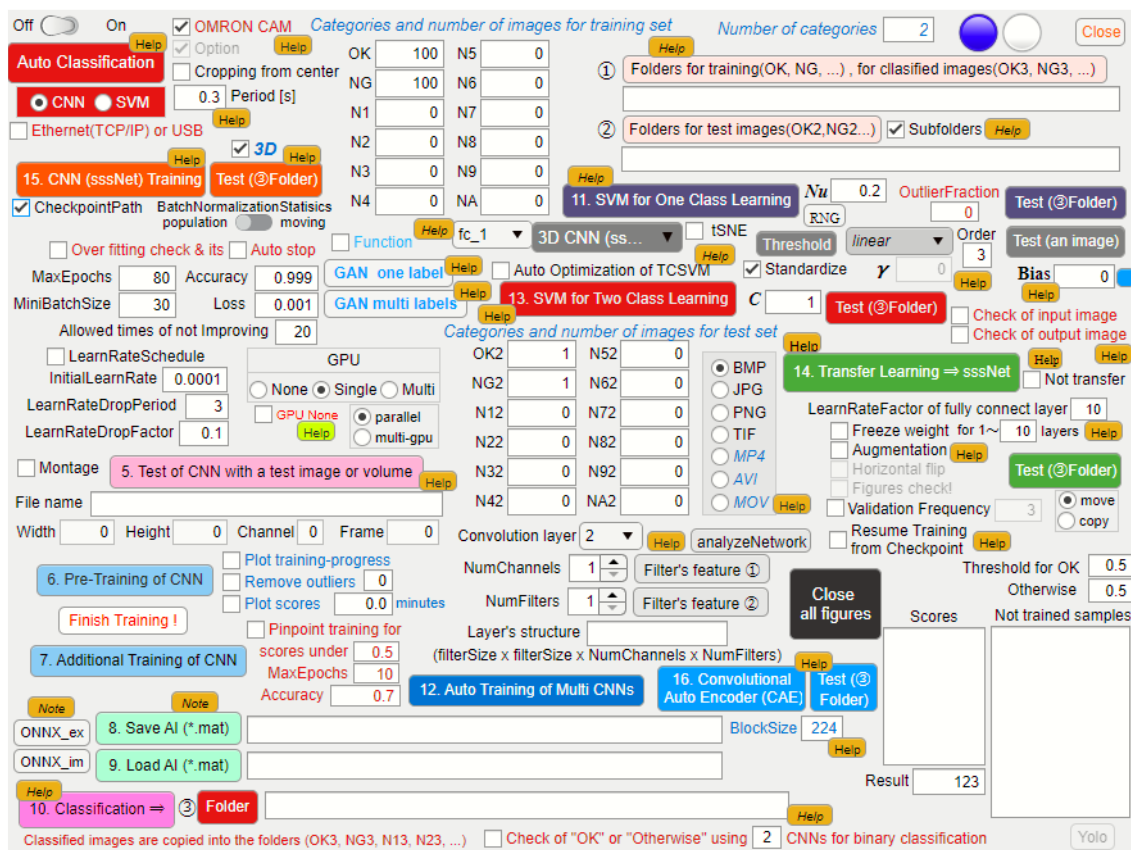 Off On OMRON CAM Categories and number of images for training set Number of categories 2 Close
Help Option Help Help
Auto Classification Cropping from center
CNN SVM 0.3 Period [s]
Help
Ethernet(TCP/IP) or USB
3D
OK 100 N5 0
NG 100 N6 0
N1 0 N7 0
N2 0 N8 0
N3 0 N9 0
N4 0 NA 0
① Folders for training(OK, NG, ...) , for cllasified images(OK3, NG3, ...)
② Folders for test images(OK2,NG2...) Subfolders Help
Help Help
15. CNN (sssNet) Training Test (③Folder)
CheckpointPath BatchNormalizationStatisics
population moving
Help
11. SVM for One Class Learning Nu 0.2 OutlierFraction Test (③Folder)
RNG 0
Over fitting check & its Auto stop
Function Help fc_1 3D CNN (ss... tSNE Threshold linear Order Test (an image)
Help 3
MaxEpochs 80 Accuracy 0.999 GAN one label Help Auto Optimization of TCSVM Standardize γ 0 Help Bias 0
MiniBatchSize 30 Loss 0.001 GAN multi labels Help 13. SVM for Two Class Learning C 1 Test (③Folder) Help
Help
Allowed times of not Improving 20
Check of input image
Check of output image
Categories and number of images for test set
LearnRateSchedule
InitialLearnRate 0.0001
LearnRateDropPeriod 3
LearnRateDropFactor 0.1
GPU
None Single Multi
GPU None parallel
Help multi-gpu
OK2 1 N52 0
NG2 1 N62 0
N12 0 N72 0
N22 0 N82 0
N32 0 N92 0
N42 0 NA2 0
BMP
JPG
PNG
TIF
MP4
AVI
MOV Help
Help Help Help
14. Transfer Learning ⇒ sssNet Not transfer
LearnRateFactor of fully connect layer 10
Freeze weight for 1～ 10 layers Help
Augmentation Help
Horizontal flip Test (③Folder)
Figures check!
Validation Frequency 3 move
copy
Resume Training
from Checkpoint Help
Montage 5. Test of CNN with a test image or volume Help
File name
Width 0 Height 0 Channel 0 Frame 0
Convolution layer 2 Help analyzeNetwork
NumChannels 1 Filter's feature ①
NumFilters 1 Filter's feature ②
Layer's structure
(filterSize x filterSize x NumChannels x NumFilters)
Close
all figures
Threshold for OK 0.5
Otherwise 0.5
Scores Not trained samples
6. Pre-Training of CNN
Plot training-progress
Remove outliers 0
Plot scores 0.0 minutes
Finish Training !
Pinpoint training for
scores under 0.5
MaxEpochs 10
Accuracy 0.7
7. Additional Training of CNN
12. Auto Training of Multi CNNs
Help
16. Convolutional
Auto Encoder (CAE)
Test (③
Folder)
BlockSize 224
Help
Note Note
ONNX_ex 8. Save AI (*.mat)
ONNX_im 9. Load AI (*.mat)
Result 123
Help
10. Classification ⇒ ③ Folder
Help
Classified images are copied into the folders (OK3, NG3, N13, N23, ...) Check of "OK" or "Otherwise" using 2 CNNs for binary classification Yolo